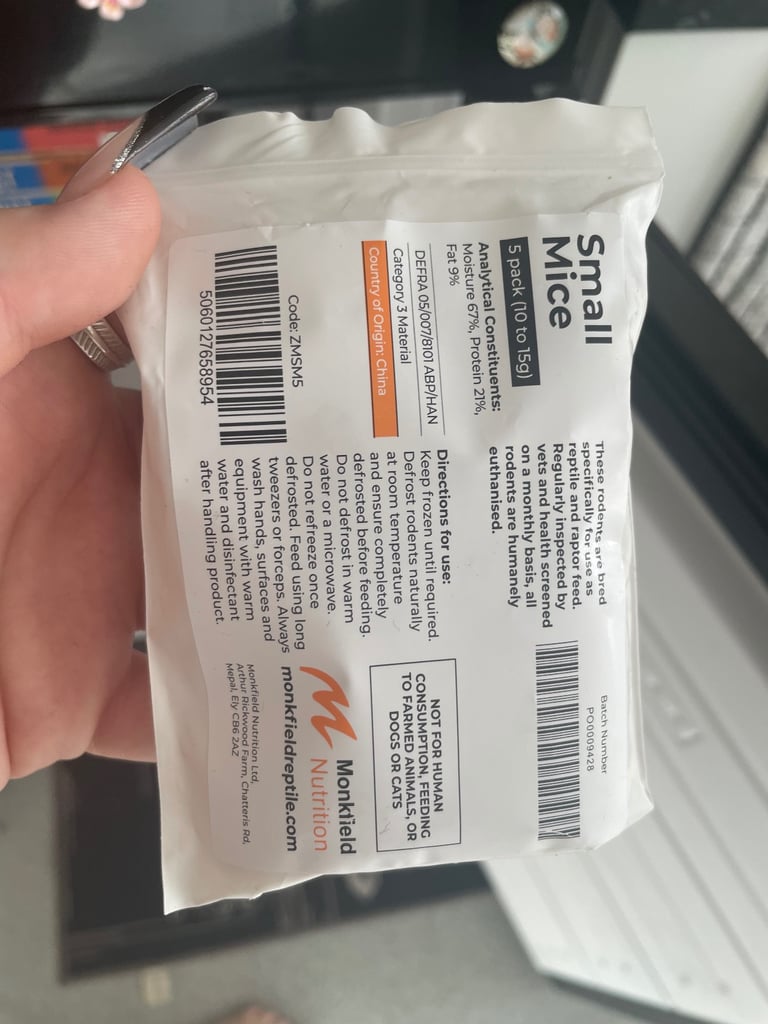 Small
Mice
5 pack (10 to 15g)
Analytical Constituents:
Moisture 67%, Protein 21%,
Fat 9%
DEFRA 05/007/8101 ABP/HAN
Category 3 Material
Country of Origin: China
Code: ZMSM5
5060127658954
These rodents are bred
specifically for use as
reptile and raptor feed.
Regularly inspected by
vets and health screened
on a monthly basis, all
rodents are humanely
euthanised.
Directions for use:
Keep frozen until required.
Defrost rodents naturally
at room temperature
and ensure completely
defrosted before feeding.
Do not defrost in warm
water or a microwave.
Do not refreeze once
defrosted. Feed using long
tweezers or forceps. Always
wash hands, surfaces and
equipment with warm
water and disinfectant
after handling product.
Batch Number
PO0009428
NOT FOR HUMAN
CONSUMPTION, FEEDING
TO FARMED ANIMALS, OR
DOGS OR CATS
Monkfield
Nutrition
monkfieldreptile.com
Monkfield Nutrition Ltd,
Arthur Rickwood Farm, Chatteris Rd,
Mepal, Ely CB6 2AZ